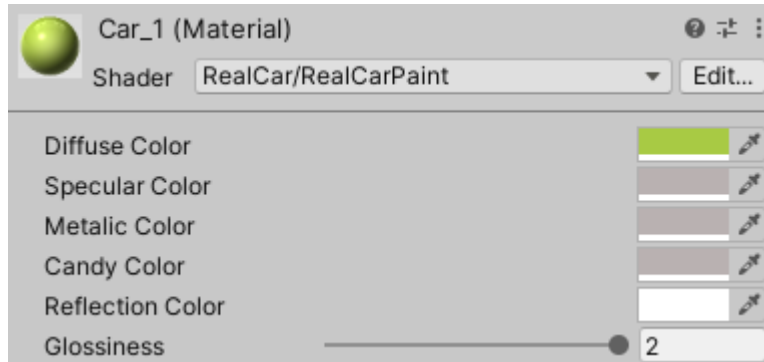 Car_1 (Material)
Shader RealCar/RealCarPaint Edit...
Diffuse Color
Specular Color
Metalic Color
Candy Color
Reflection Color
Glossiness 2